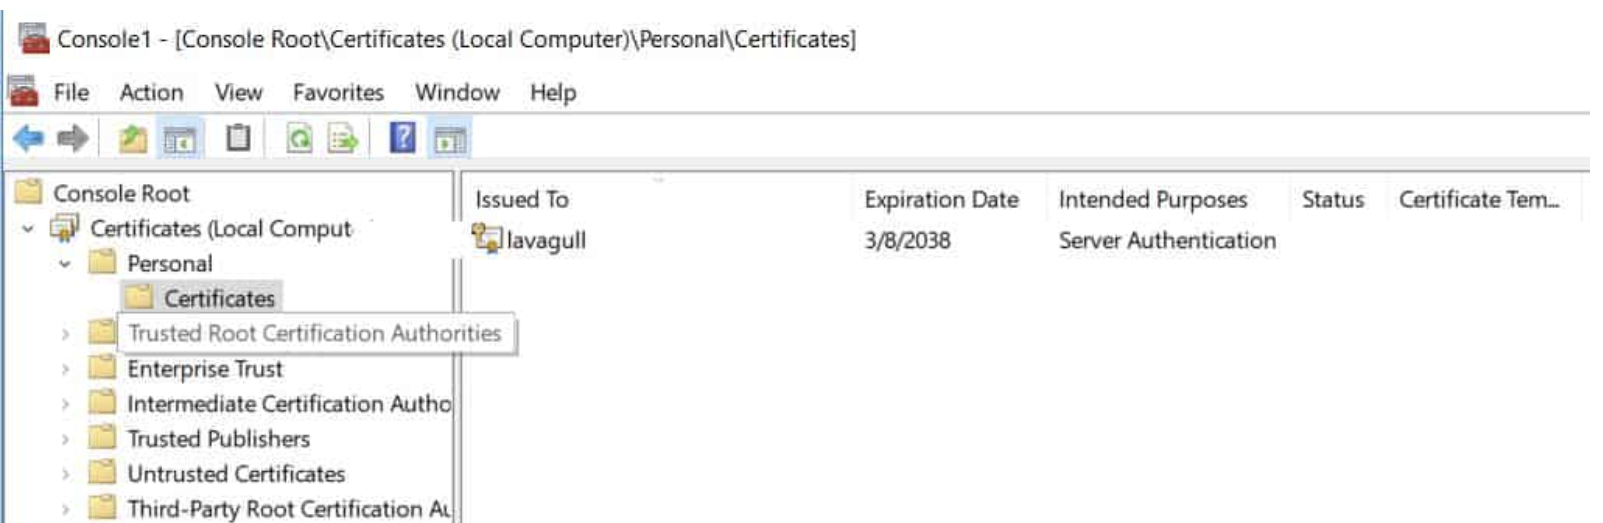 Console1 - [Console Root\Certificates (Local Computer)\Personal\Certificates]
File Action View Favorites Window Help
Console Root
Certificates (Local Comput
Personal
Certificates
Trusted Root Certification Authorities
Enterprise Trust
Intermediate Certification Autho
Trusted Publishers
Untrusted Certificates
Third-Party Root Certification Au
Issued To Expiration Date Intended Purposes Status Certificate Tem...
lavagull 3/8/2038 Server Authentication